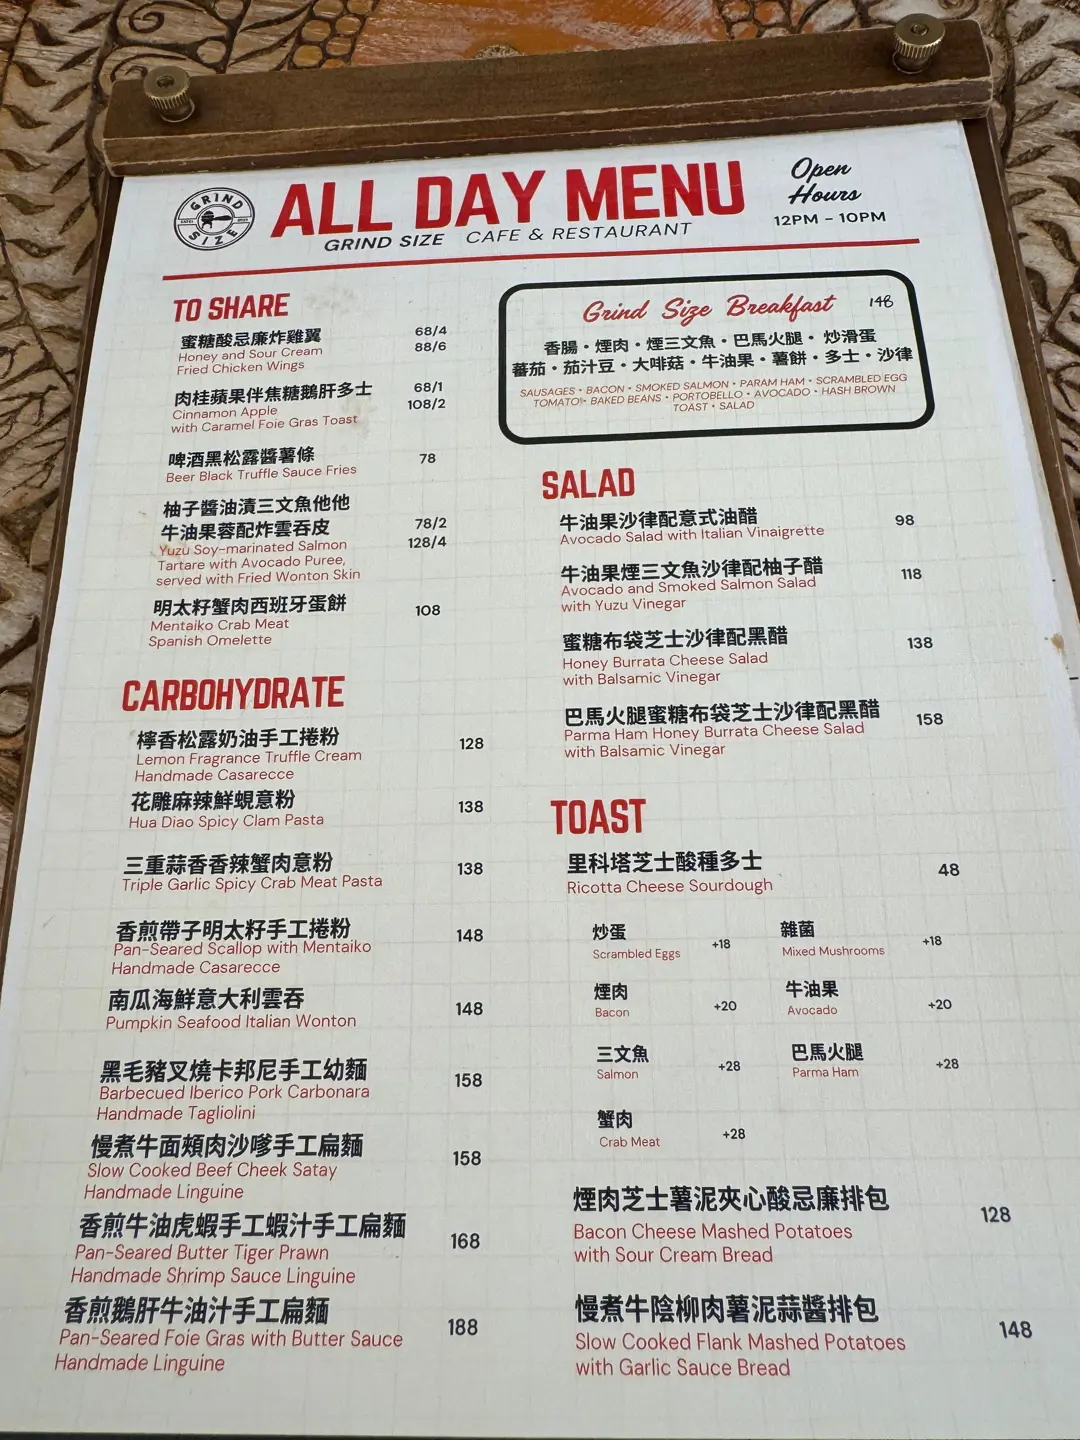 GRIND
SIZE
ALL DAY MENU
GRIND SIZE CAFE & RESTAURANT
Open
Hours
12PM - 10PM
TO SHARE
蜜糖酸忌廉炸雞翼
Honey and Sour Cream
Fried Chicken Wings
68/4
88/6
肉桂蘋果伴焦糖鵝肝多士
Cinnamon Apple
with Caramel Foie Gras Toast
68/1
108/2
啤酒黑松露醬薯條 78
Beer Black Truffle Sauce Fries
柚子醬油漬三文魚他他
牛油果蓉配炸雲吞皮
Yuzu Soy-marinated Salmon
Tartare with Avocado Puree,
served with Fried Wonton Skin
78/2
128/4
明太籽蟹肉西班牙蛋餅 108
Mentaiko Crab Meat
Spanish Omelette
CARBOHYDRATE
檸香松露奶油手工捲粉 128
Lemon Fragrance Truffle Cream
Handmade Casarecce
花雕麻辣鮮蜆意粉 138
Hua Diao Spicy Clam Pasta
三重蒜香香辣蟹肉意粉 138
Triple Garlic Spicy Crab Meat Pasta
香煎帶子明太籽手工捲粉 148
Pan-Seared Scallop with Mentaiko
Handmade Casarecce
南瓜海鮮意大利雲吞 148
Pumpkin Seafood Italian Wonton
黑毛豬叉燒卡邦尼手工幼麵 158
Barbecued Iberico Pork Carbonara
Handmade Tagliolini
慢煮牛面頰肉沙嗲手工扁麵 158
Slow Cooked Beef Cheek Satay
Handmade Linguine
香煎牛油虎蝦手工蝦汁手工扁麵 168
Pan-Seared Butter Tiger Prawn
Handmade Shrimp Sauce Linguine
香煎鵝肝牛油汁手工扁麵 188
Pan-Seared Foie Gras with Butter Sauce
Handmade Linguine
Grind Size Breakfast 148
香腸・煙肉・煙三文魚・巴馬火腿・炒滑蛋
蕃茄・茄汁豆・大啡菇・牛油果・薯餅・多士・沙律
SAUSAGES • BACON • SMOKED SALMON • PARAM HAM • SCRAMBLED EGG
TOMATO!• BAKED BEANS • PORTOBELLO • AVOCADO • HASH BROWN
TOAST • SALAD
SALAD
牛油果沙律配意式油醋 98
Avocado Salad with Italian Vinaigrette
牛油果煙三文魚沙律配柚子醋 118
Avocado and Smoked Salmon Salad
with Yuzu Vinegar
蜜糖布袋芝士沙律配黑醋 138
Honey Burrata Cheese Salad
with Balsamic Vinegar
巴馬火腿蜜糖布袋芝士沙律配黑醋 158
Parma Ham Honey Burrata Cheese Salad
with Balsamic Vinegar
TOAST
里科塔芝士酸種多士 48
Ricotta Cheese Sourdough
炒蛋 +18
Scrambled Eggs
雜菌 +18
Mixed Mushrooms
煙肉 +20
Bacon
牛油果 +20
Avocado
三文魚 +28
Salmon
巴馬火腿 +28
Parma Ham
蟹肉 +28
Crab Meat
煙肉芝士薯泥夾心酸忌廉排包 128
Bacon Cheese Mashed Potatoes
with Sour Cream Bread
慢煮牛陰柳肉薯泥蒜醬排包 148
Slow Cooked Flank Mashed Potatoes
with Garlic Sauce Bread